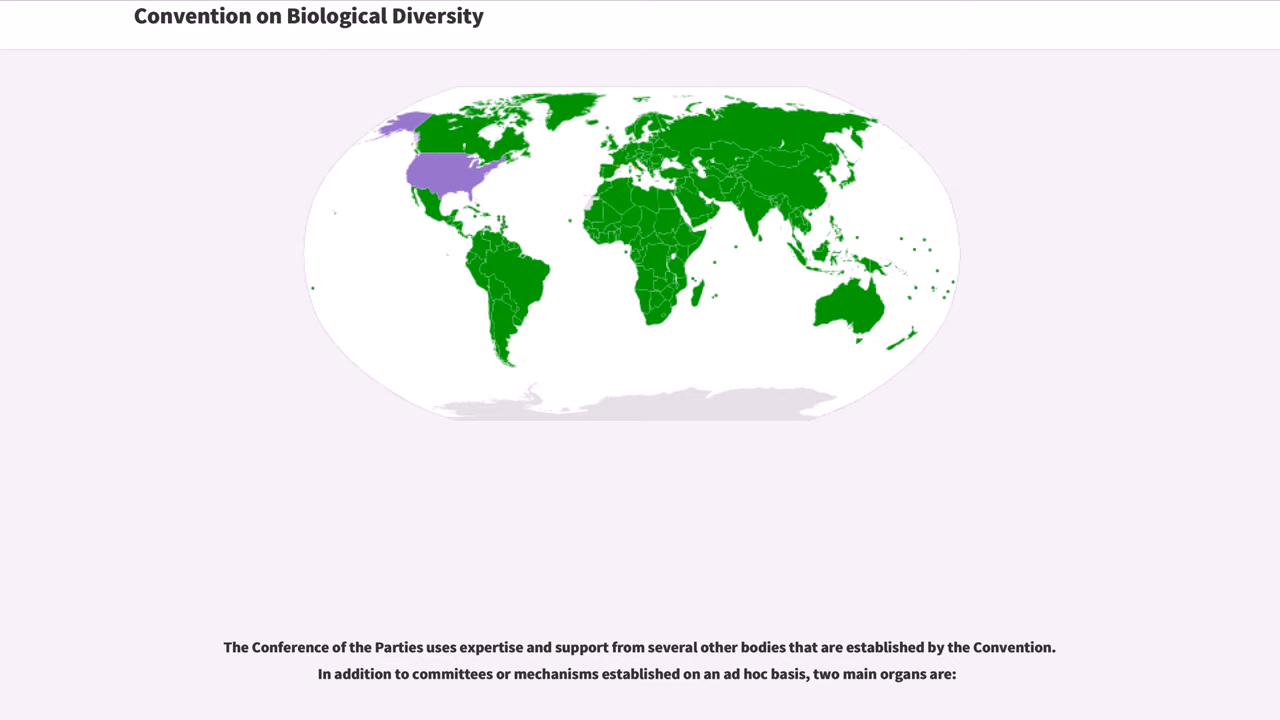 Convention on Biological Diversity
The Conference of the Parties uses expertise and support from several other bodies that are established by the Convention.
In addition to committees or mechanisms established on an ad hoc basis, two main organs are: